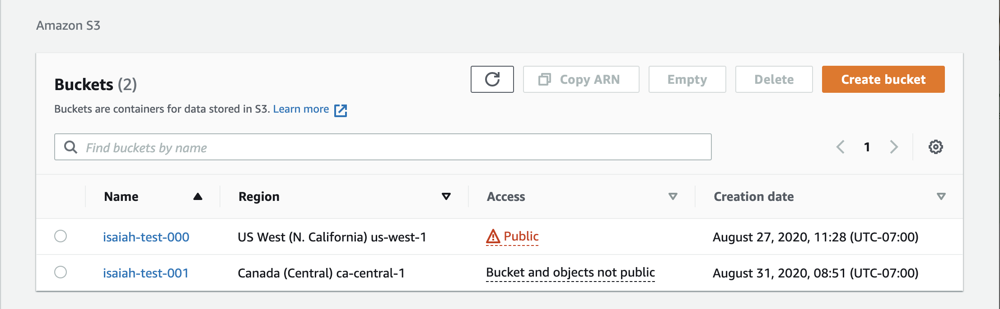 Amazon S3
Buckets (2)
Copy ARN
Empty
Delete
Create bucket
Buckets are containers for data stored in S3. Learn more
Find buckets by name
1
Name Region Access Creation date
isaiah-test-000 US West (N. California) us-west-1 Public August 27, 2020, 11:28 (UTC-07:00)
isaiah-test-001 Canada (Central) ca-central-1 Bucket and objects not public August 31, 2020, 08:51 (UTC-07:00)